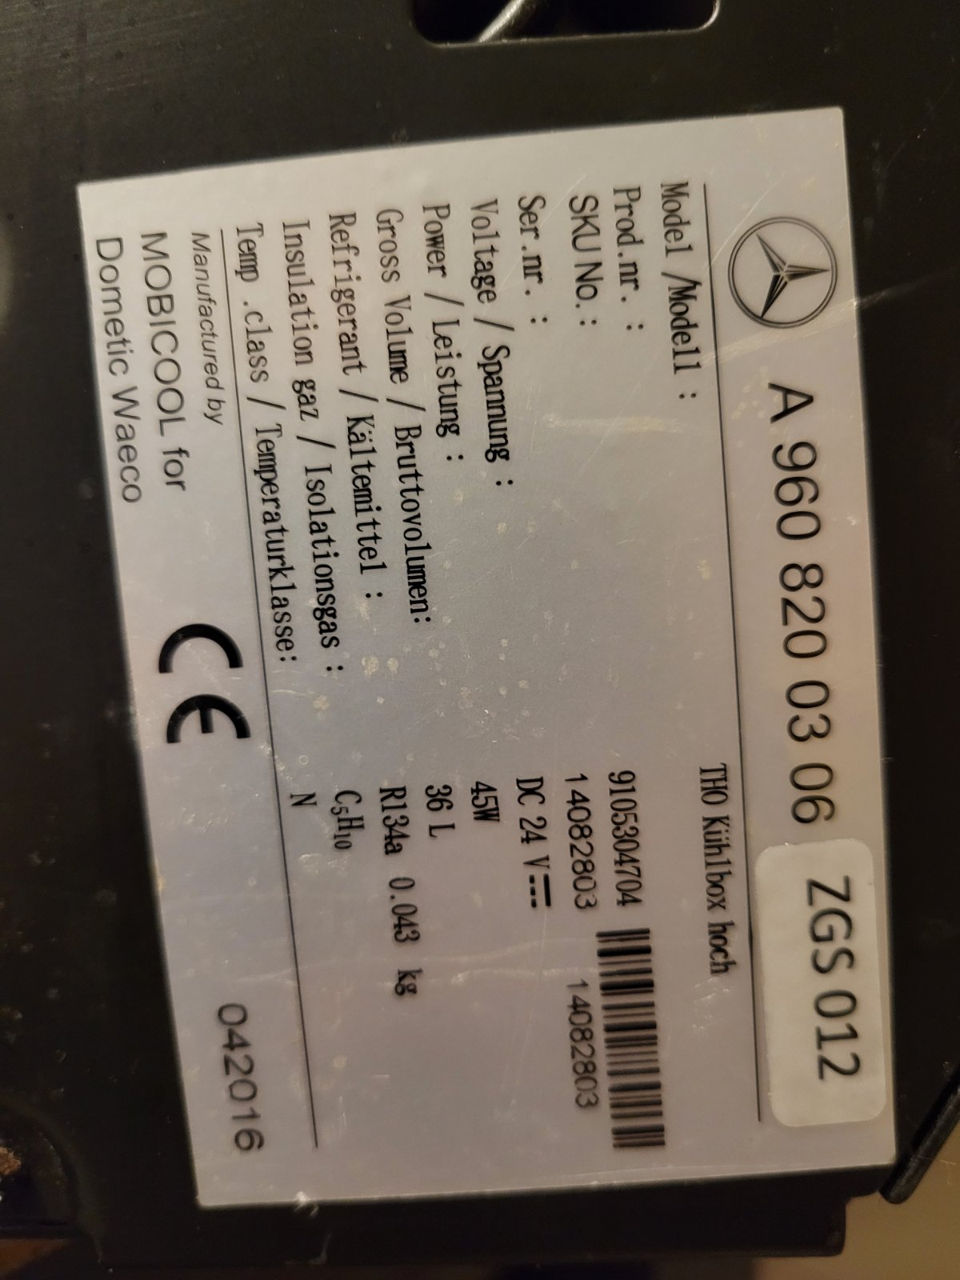 A 960 820 03 06 ZGS 012
Model /Modell : THO Kühlbox hoch
Prod.nr. : 9105304704
SKU No. : 14082803 14082803
Ser.nr. :
Voltage / Spannung : DC 24 V
Power / Leistung : 45W
Gross Volume / Bruttovolumen: 36 L
Refrigerant / Kältemittel : R134a 0.043 kg
Insulation gaz / Isolationsgas : C₅H₁₀
Temp .class / Temperaturklasse: N
Manufactured by
MOBICOOL for
Dometic Waeco
CE
042016